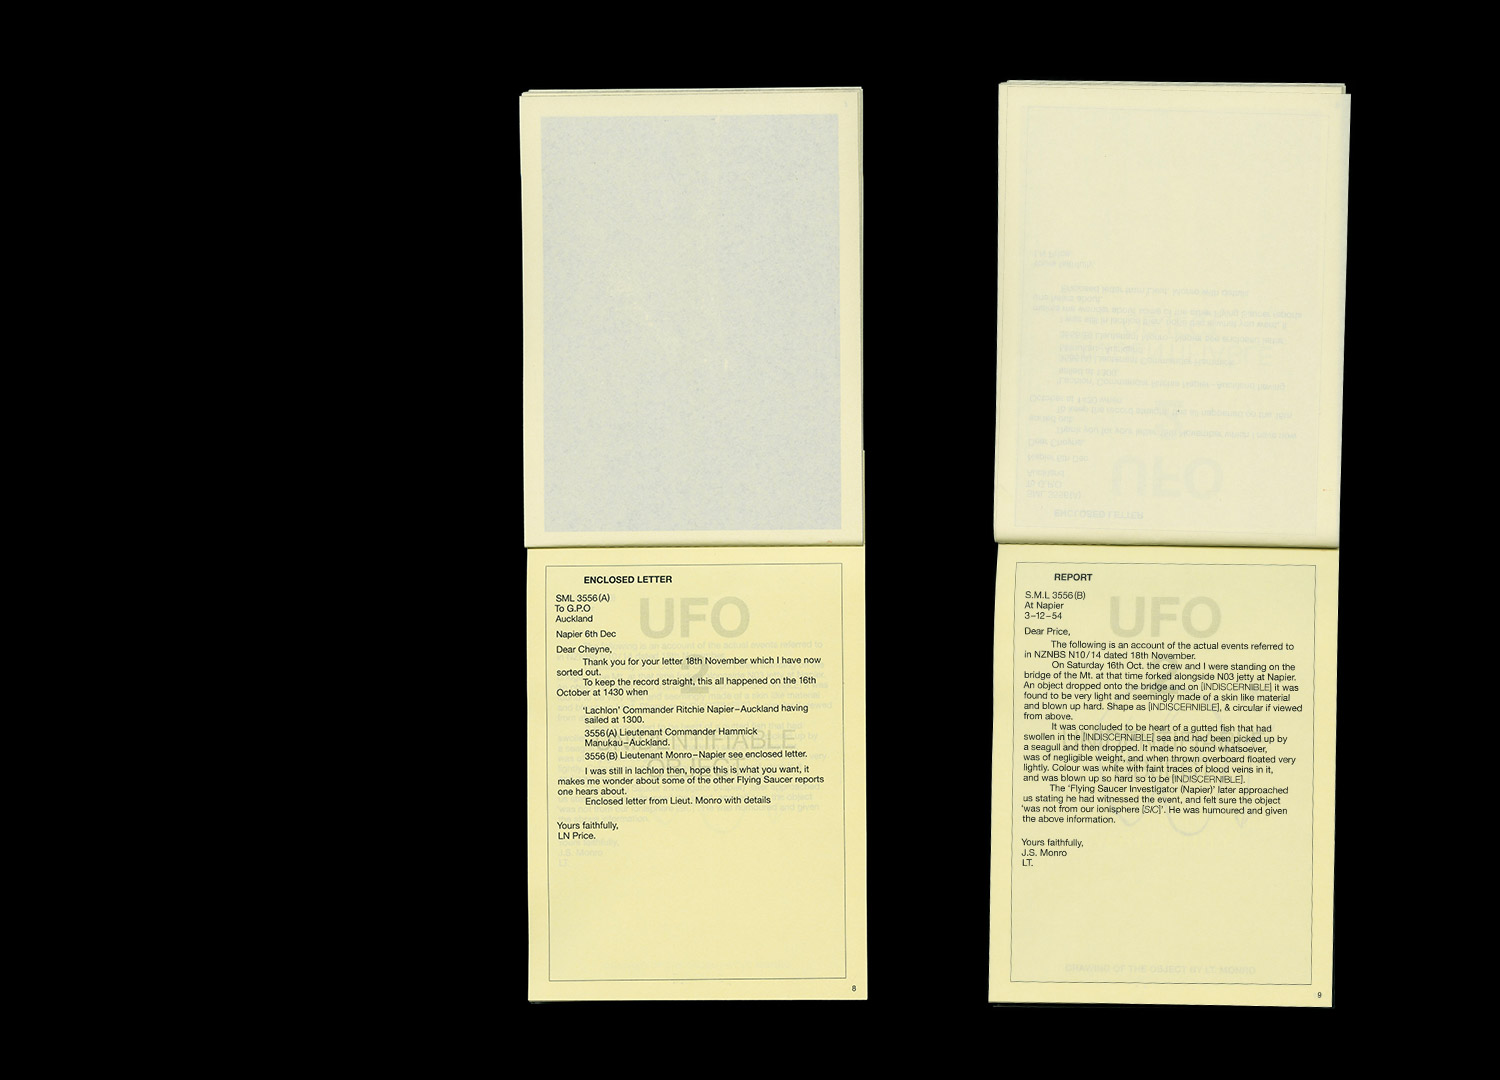 ENCLOSED LETTER
SML 3556(A)
To G.P.O
Auckland
Napier 6th Dec
Dear Cheyne,
Thank you for your letter 18th November which I have now
sorted out.
To keep the record straight, this all happened on the 16th
October at 1430 when
'Lachlon' Commander Ritchie Napier–Auckland having
sailed at 1300.
3556(A) Lieutenant Commander Hammick
Manukau–Auckland.
3556(B) Lieutenant Monro–Napier see enclosed letter.
I was still in lachlon then, hope this is what you want, it
makes me wonder about some of the other Flying Saucer reports
one hears about.
Enclosed letter from Lieut. Monro with details
Yours faithfully,
LN Price.
UFO
2
UNIDENTIFIABLE
OBJECT
8
REPORT
S.M.L 3556(B)
At Napier
3–12–54
Dear Price,
The following is an account of the actual events referred to
in NZNBS N10/14 dated 18th November.
On Saturday 16th Oct. the crew and I were standing on the
bridge of the Mt. at that time forked alongside N03 jetty at Napier.
An object dropped onto the bridge and on [INDISCERNIBLE] it was
found to be very light and seemingly made of a skin like material
and blown up hard. Shape as [INDISCERNIBLE], & circular if viewed
from above.
It was concluded to be heart of a gutted fish that had
swollen in the [INDISCERNIBLE] sea and had been picked up by
a seagull and then dropped. It made no sound whatsoever,
was of negligible weight, and when thrown overboard floated very
lightly. Colour was white with faint traces of blood veins in it,
and was blown up so hard so to be [INDISCERNIBLE].
The 'Flying Saucer Investigator (Napier)' later approached
us stating he had witnessed the event, and felt sure the object
'was not from our ionisphere [SIC]'. He was humoured and given
the above information.
Yours faithfully,
J.S. Monro
LT.
UFO
9